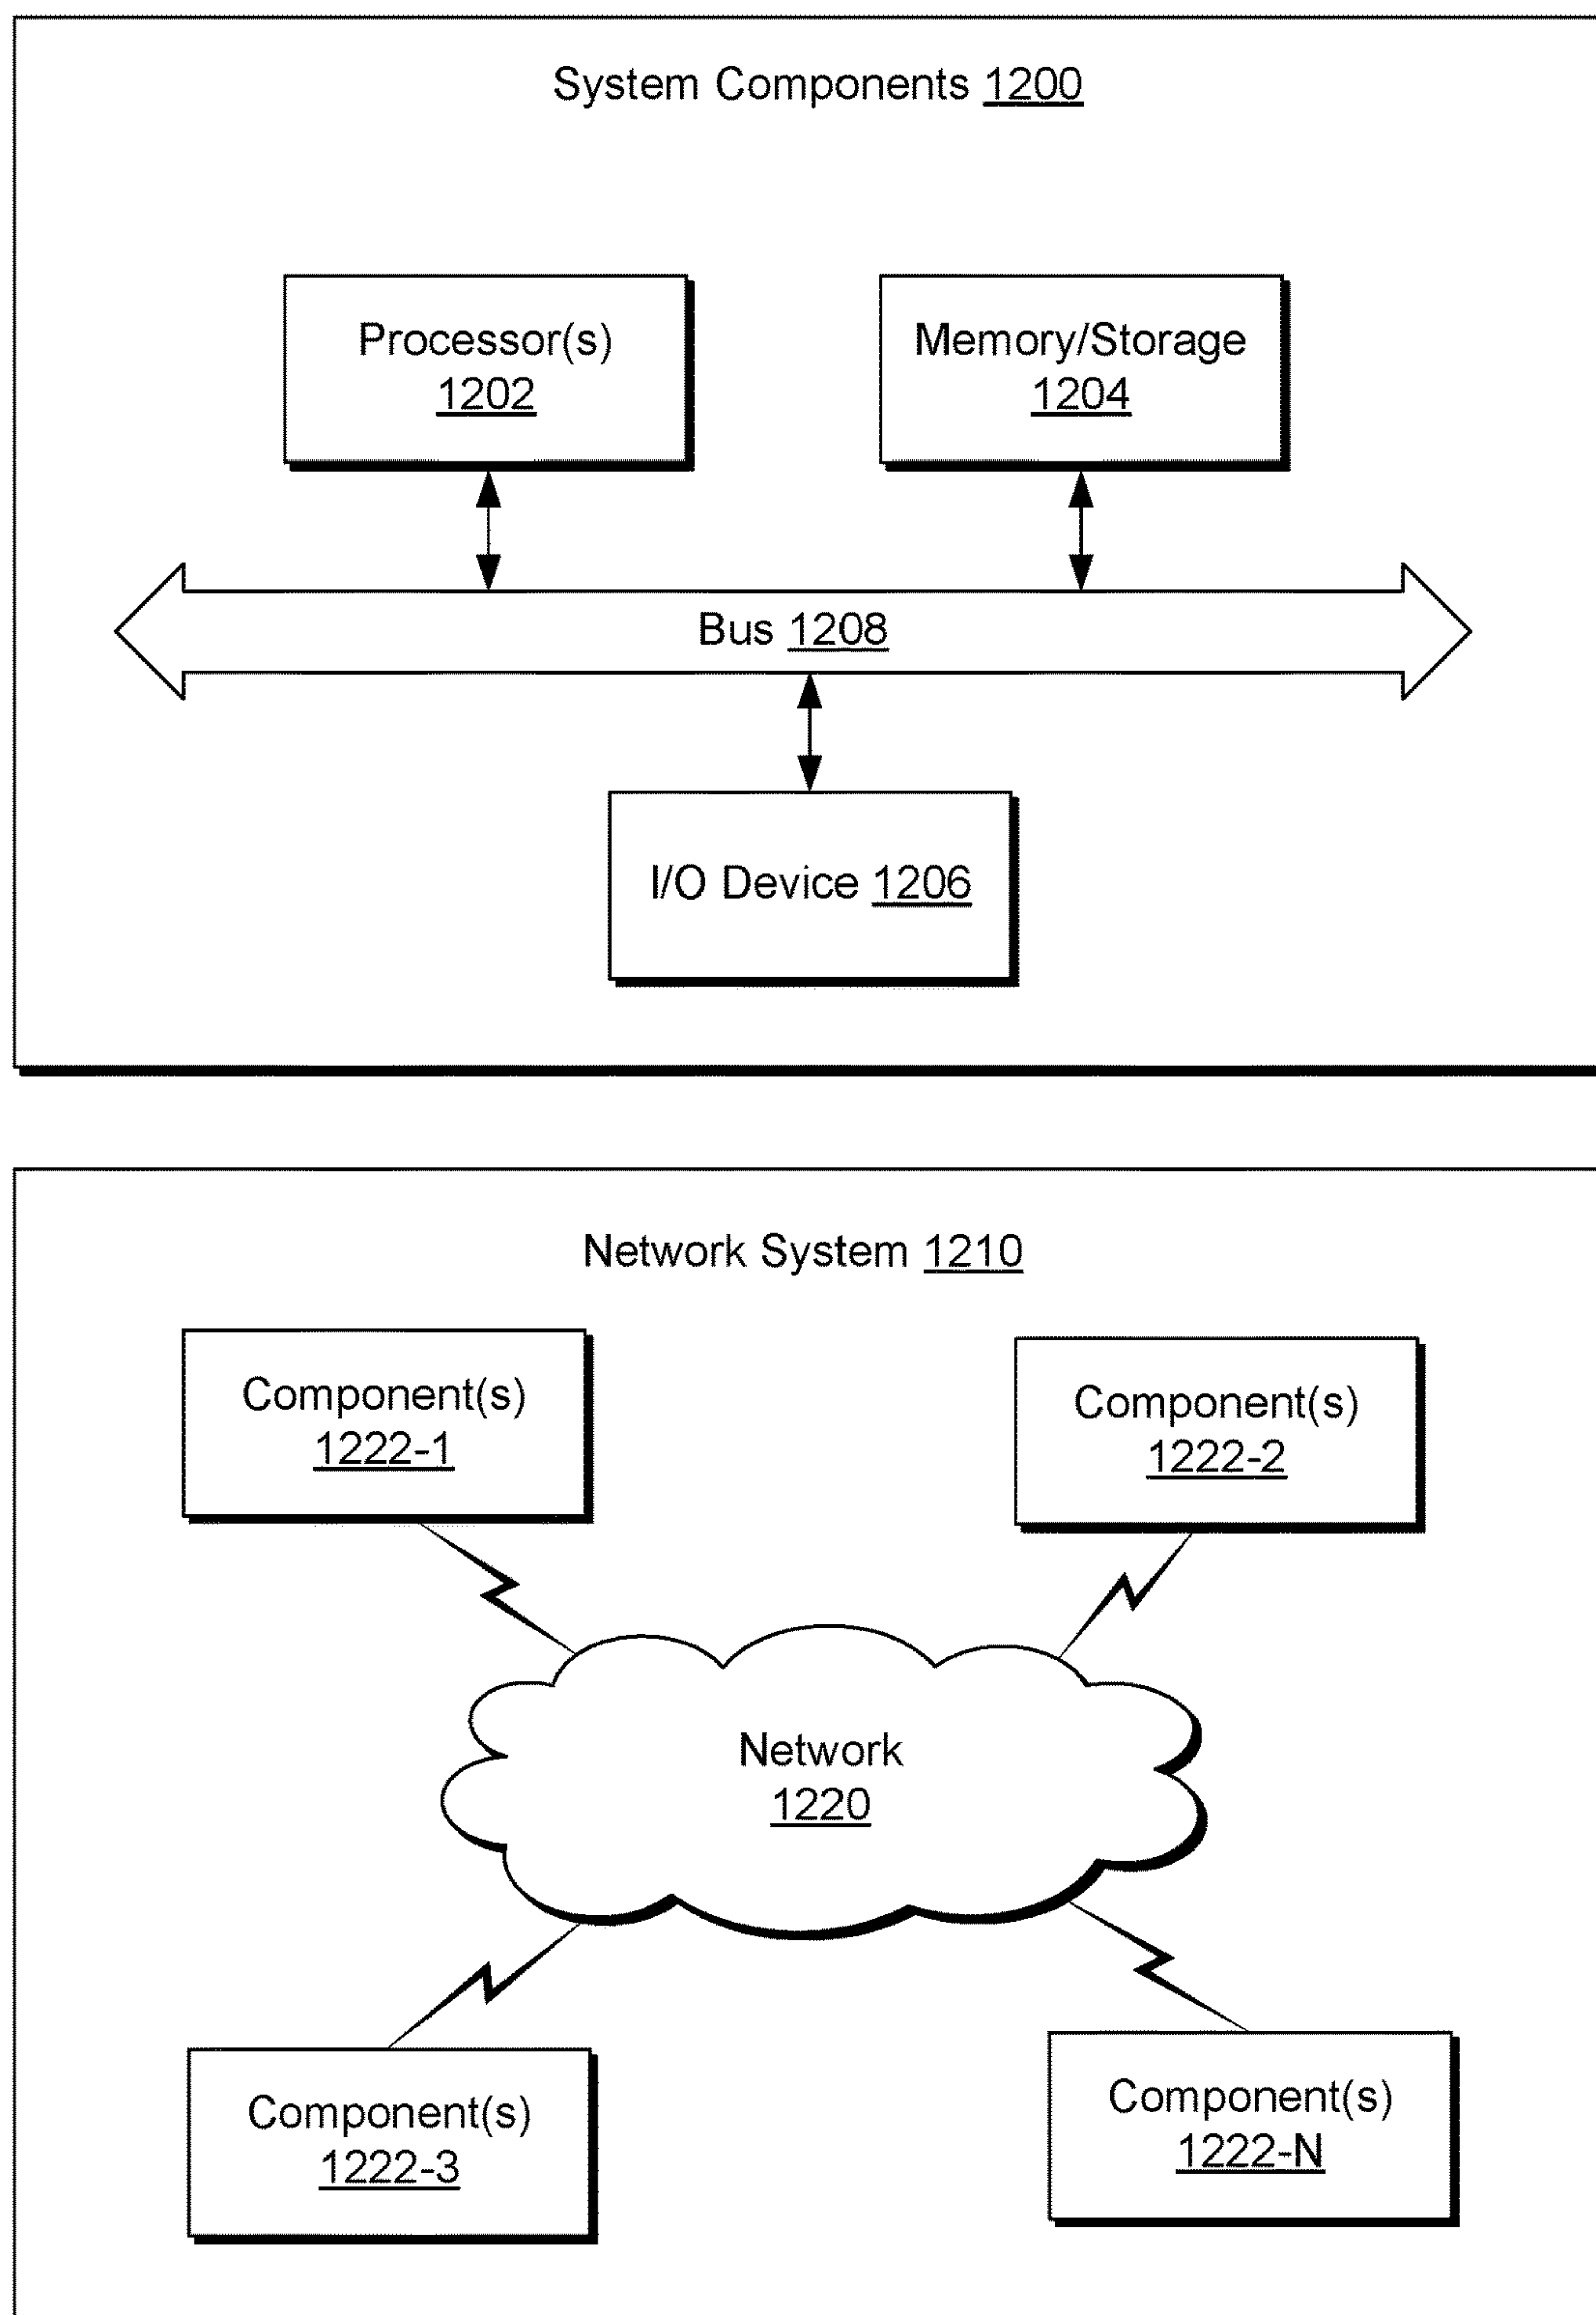 System Components 1200
Processor(s)
1202
Memory/Storage
1204
Bus 1208
I/O Device 1206
Network System 1210
Component(s)
1222-1
Component(s)
1222-2
Network
1220
Component(s)
1222-3
Component(s)
1222-N